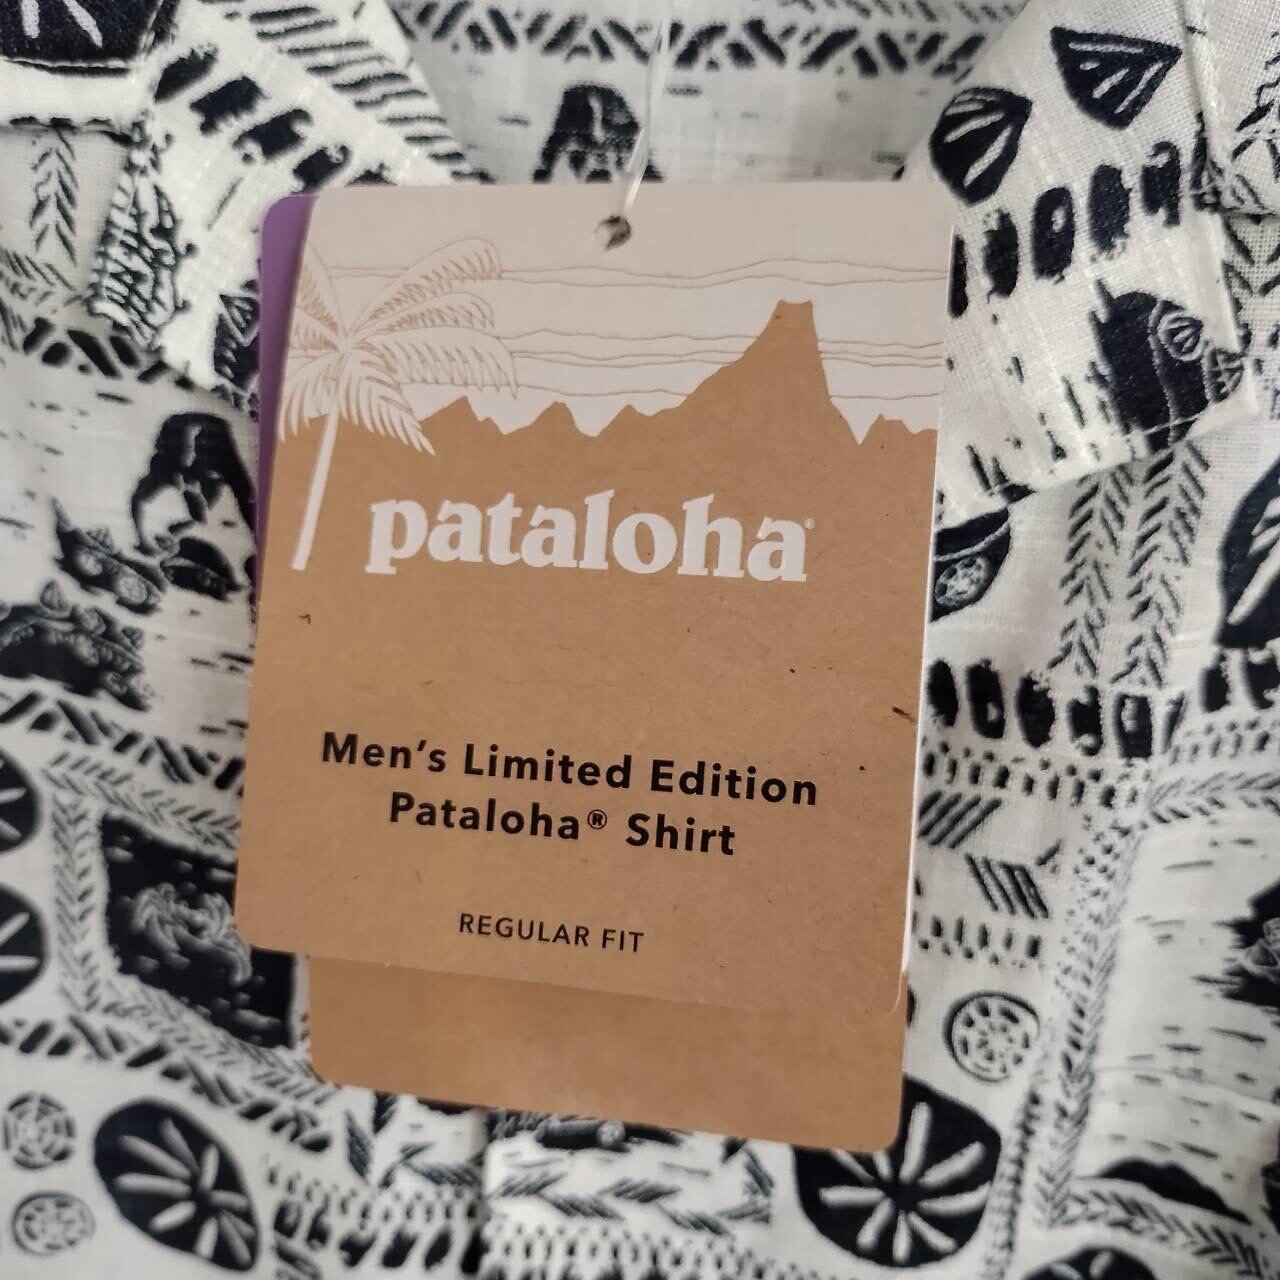 pataloha®
Men's Limited Edition
Pataloha® Shirt
REGULAR FIT